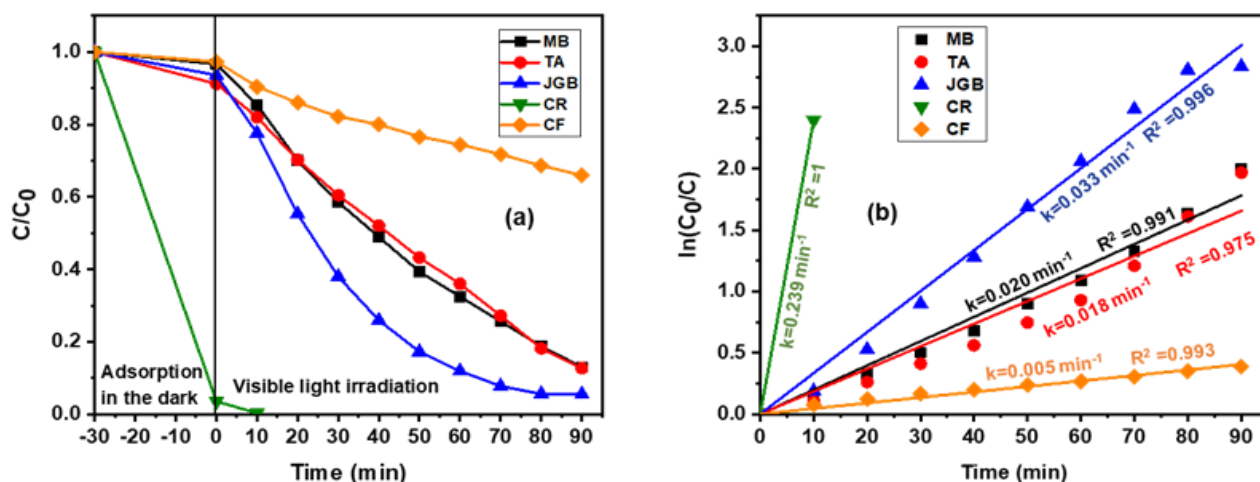 C/C0
1.0
0.8
0.6
0.4
0.2
0.0
MB
TA
JGB
CR
CF
(a)
Adsorption
in the dark
Visible light irradiation
-30 -20 -10 0 10 20 30 40 50 60 70 80 90
Time (min)
ln(C0/C)
3.0
2.5
2.0
1.5
1.0
0.5
0.0
MB
TA
JGB
CR
CF
(b)
k=0.239 min-1 R2 =1
k=0.033 min-1 R2 =0.996
k=0.020 min-1 R2 =0.991
k=0.018 min-1 R2 =0.975
k=0.005 min-1 R2 =0.993
0 10 20 30 40 50 60 70 80 90
Time (min)